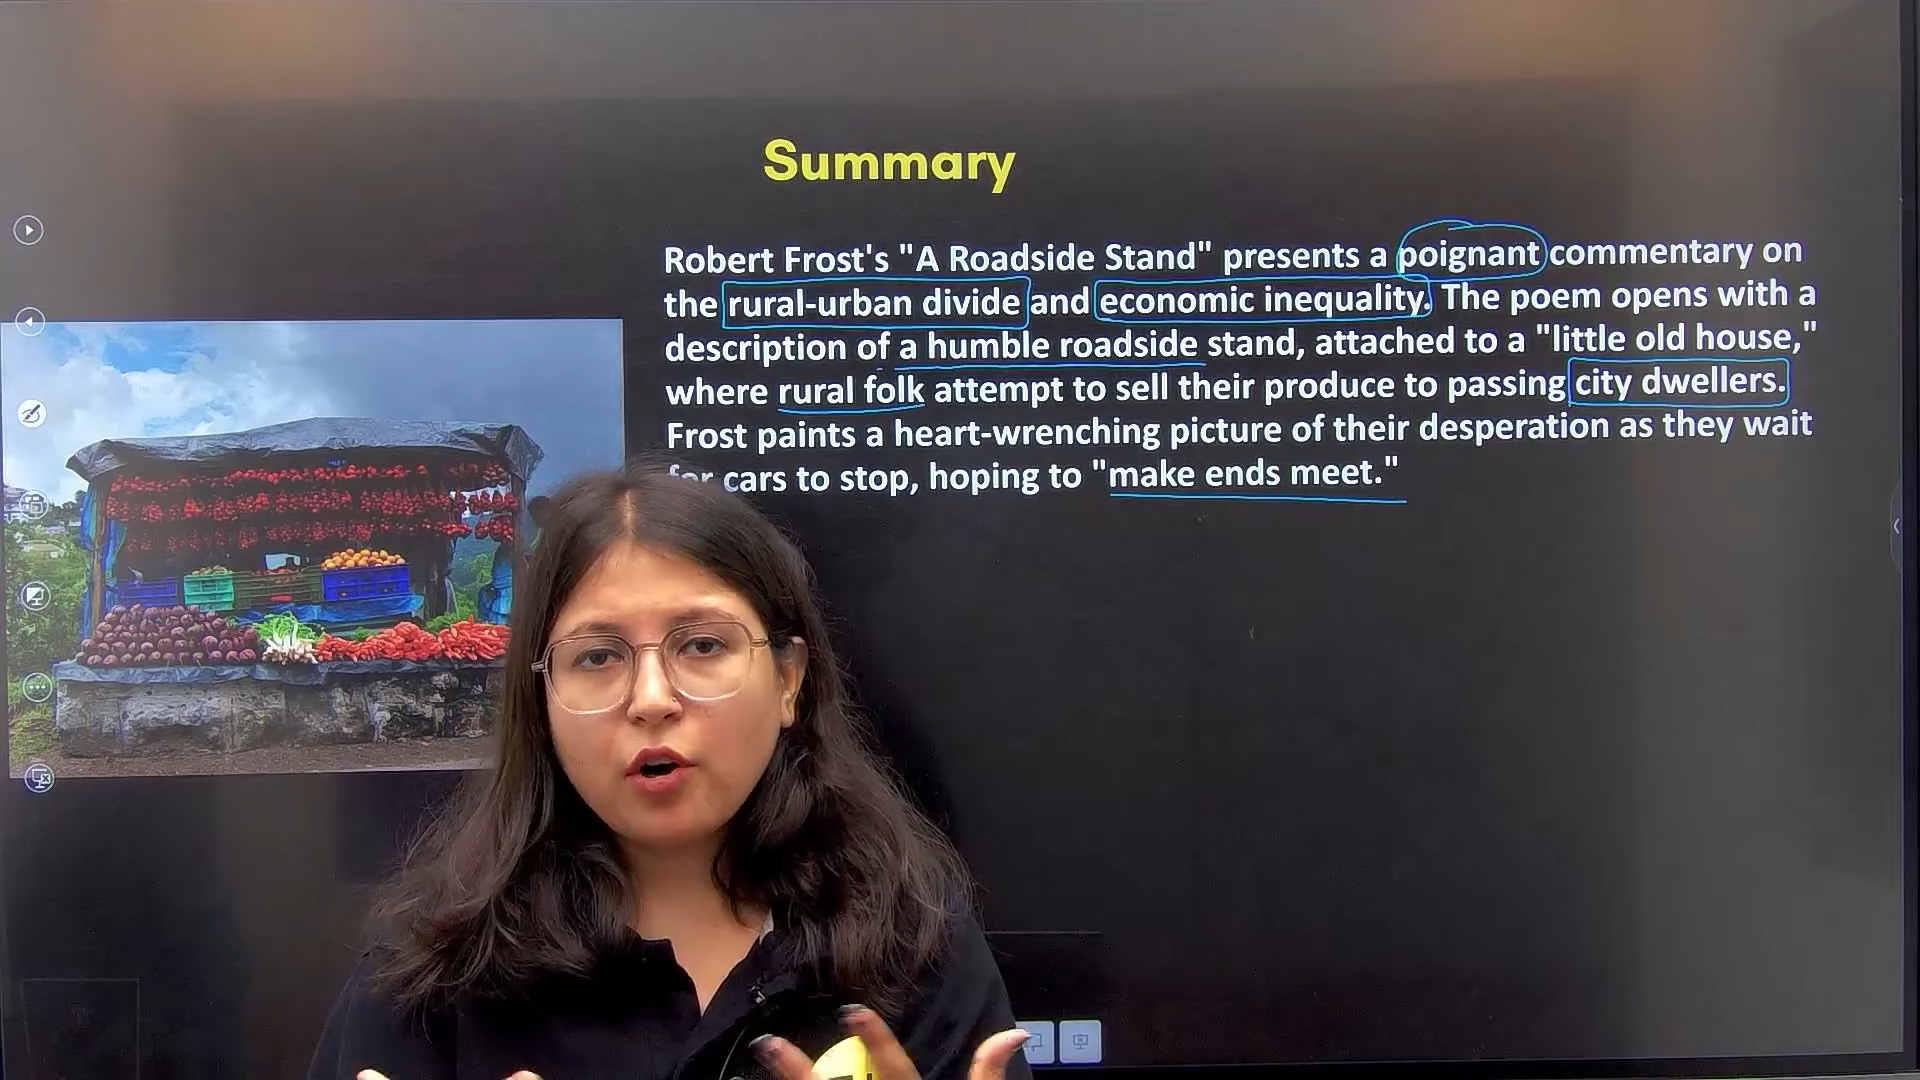 Summary
Robert Frost's "A Roadside Stand" presents a poignant commentary on
the rural-urban divide and economic inequality. The poem opens with a
description of a humble roadside stand, attached to a "little old house,"
where rural folk attempt to sell their produce to passing city dwellers.
Frost paints a heart-wrenching picture of their desperation as they wait
for cars to stop, hoping to "make ends meet."